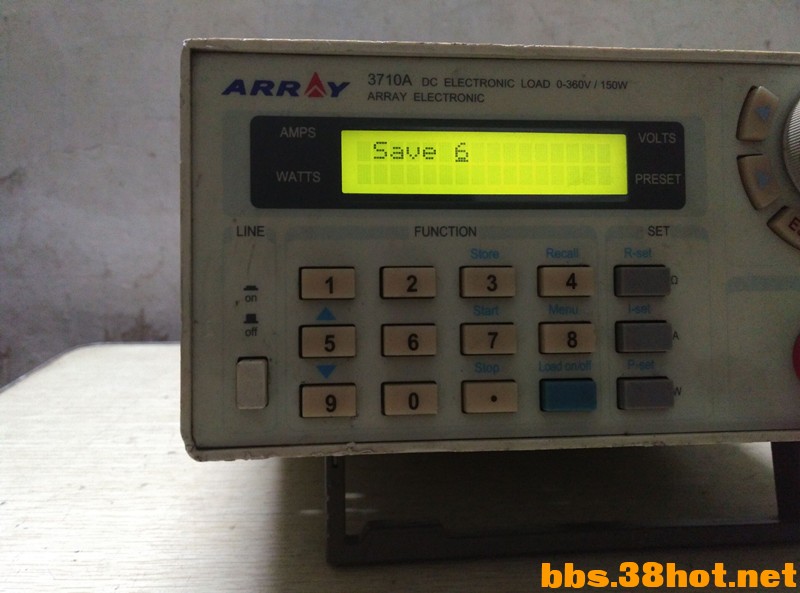 ARRAY
3710A DC ELECTRONIC LOAD 0-360V / 150W
ARRAY ELECTRONIC
AMPS
VOLTS
Save 6
WATTS
PRESET
LINE
FUNCTION
SET
Store
Recall
R-set
1
2
3
4
Ω
on
Start
Menu
I-set
off
5
6
7
8
A
Stop
Load on/off
P-set
9
0
.
W
bbs.38hot.net